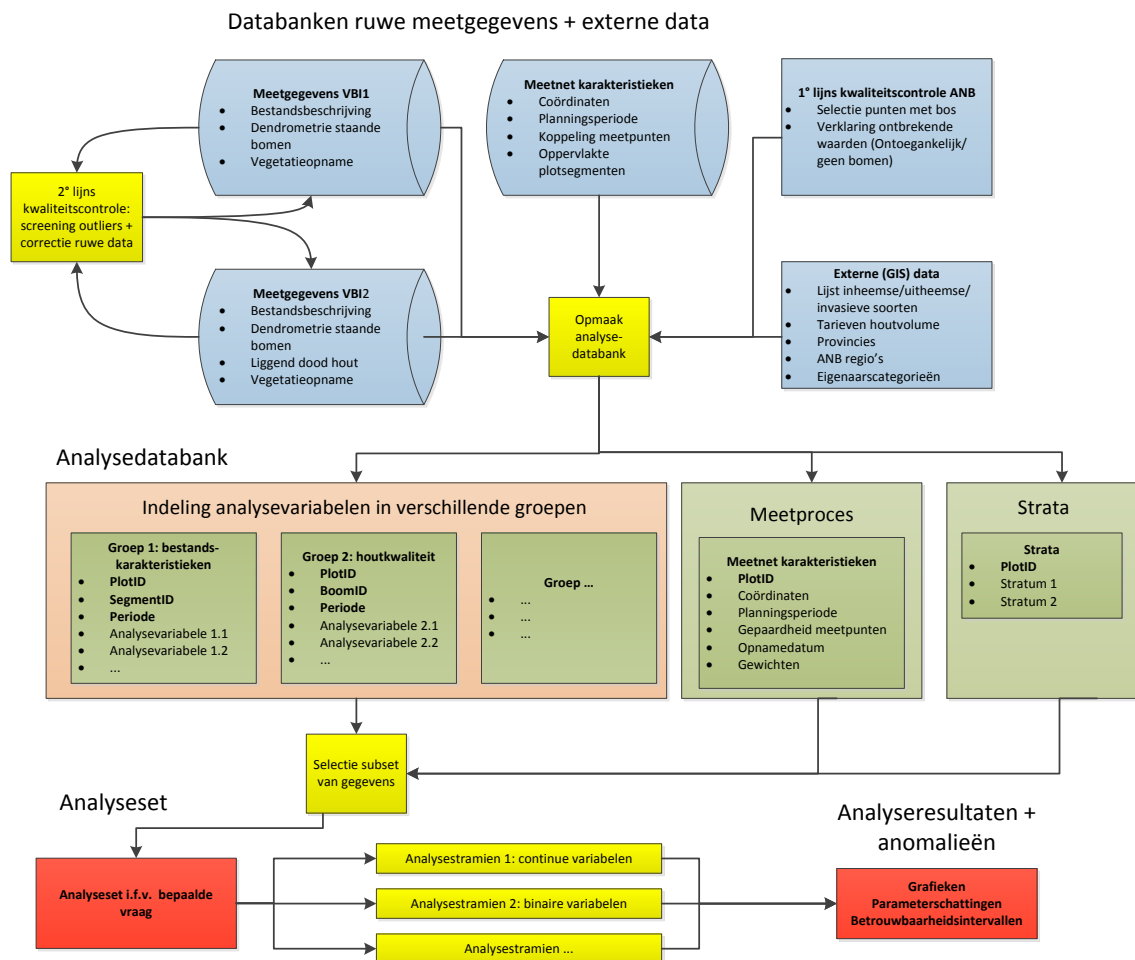 Databanken ruwe meetgegevens + externe data
Meetgegevens VBI1
• Bestandsbeschrijving
• Dendrometrie staande
bomen
• Vegetatieopname
Meetnet karakteristieken
• Coördinaten
• Planningsperiode
• Koppeling meetpunten
• Oppervlakte
plotsegmenten
1° lijns kwaliteitscontrole ANB
• Selectie punten met bos
• Verklaring ontbrekende
waarden (Ontoegankelijk/
geen bomen)
2° lijns
kwaliteitscontrole:
screening outliers +
correctie ruwe data
Meetgegevens VBI2
• Bestandsbeschrijving
• Dendrometrie staande
bomen
• Liggend dood hout
• Vegetatieopname
Opmaak
analyse-
databank
Externe (GIS) data
• Lijst inheemse/uitheemse/
invasieve soorten
• Tarieven houtvolume
• Provincies
• ANB regio's
• Eigenaarscategorieën
Analysedatabank
Indeling analysevariabelen in verschillende groepen
Groep 1: bestands-
karakteristieken
• PlotID
• SegmentID
• Periode
• Analysevariabele 1.1
• Analysevariabele 1.2
• ...
Groep 2: houtkwaliteit
• PlotID
• BoomID
• Periode
• Analysevariabele 2.1
• Analysevariabele 2.2
• ...
Groep ...
• ...
• ...
• ...
Meetproces
Meetnet karakteristieken
• PlotID
• Coördinaten
• Planningsperiode
• Gepaardheid meetpunten
• Opnamedatum
• Gewichten
Strata
Strata
• PlotID
• Stratum 1
• Stratum 2
Selectie subset
van gegevens
Analyseset
Analyseresultaten +
anomalieën
Analyseset i.f.v. bepaalde
vraag
Analysestramien 1: continue variabelen
Analysestramien 2: binaire variabelen
Analysestramien ...
Grafieken
Parameterschattingen
Betrouwbaarheidsintervallen